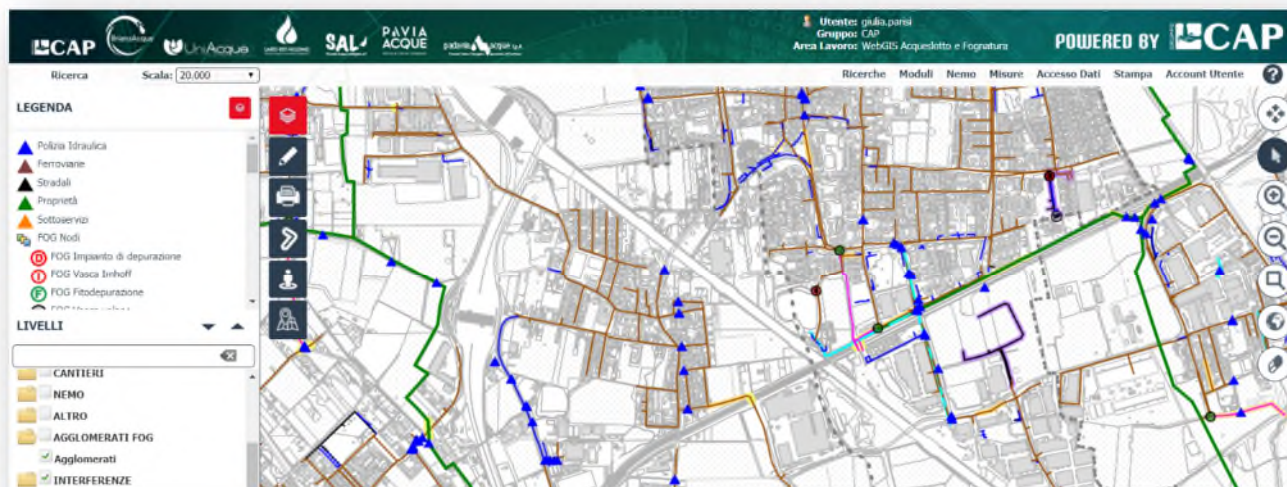 CAP
BrianzAcque
UniAcque
SAL
PAVIA
ACQUE
Utente: giulia.parisi
Gruppo: CAP
Area Lavoro: WebGIS Acquedotto e Fognatura
POWERED BY
CAP
Ricerca
Scala: 20.000
Ricerche Moduli Nemo Misure Accesso Dati Stampa Account Utente
?
LEGENDA
Polizia Idraulica
Ferroviarie
Stradali
Proprietà
Sottoservizi
FOG Nodi
D FOG Impianto di depurazione
I FOG Vasca Imhoff
F FOG Fitodepurazione
LIVELLI
CANTIERI
NEMO
ALTRO
AGGLOMERATI FOG
Agglomerati
INTERFERENZE